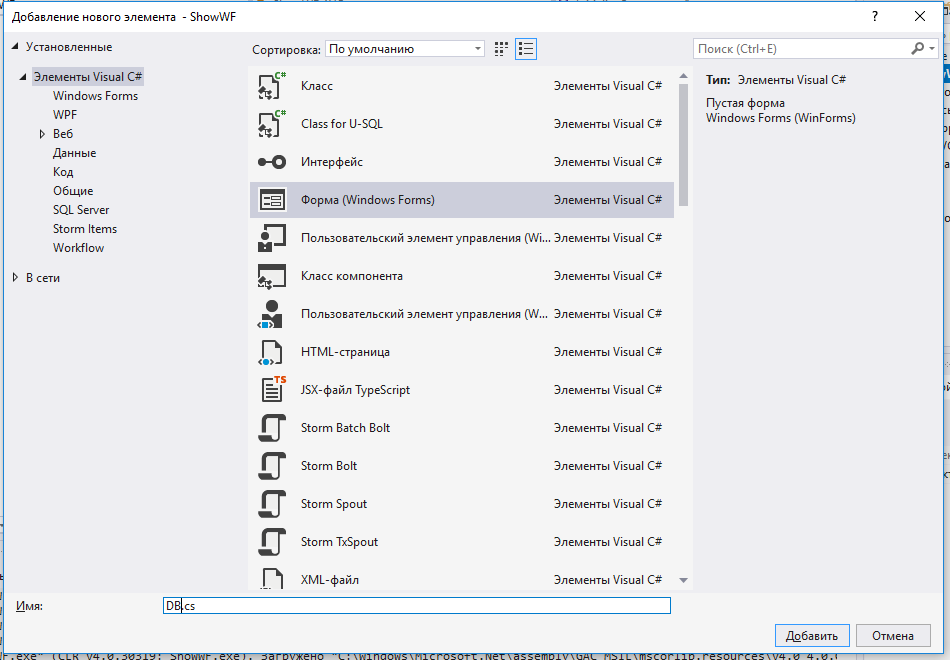 Добавление нового элемента - ShowWF
?
Установленные
Сортировка: По умолчанию
Поиск (Ctrl+E)
Элементы Visual C#
Windows Forms
WPF
Веб
Данные
Код
Общие
SQL Server
Storm Items
Workflow
В сети
C# Класс Элементы Visual C#
C# Class for U-SQL Элементы Visual C#
Интерфейс Элементы Visual C#
Форма (Windows Forms) Элементы Visual C#
Пользовательский элемент управления (Wi... Элементы Visual C#
Класс компонента Элементы Visual C#
Пользовательский элемент управления (W... Элементы Visual C#
HTML-страница Элементы Visual C#
TS JSX-файл TypeScript Элементы Visual C#
Storm Batch Bolt Элементы Visual C#
Storm Bolt Элементы Visual C#
Storm Spout Элементы Visual C#
Storm TxSpout Элементы Visual C#
XML-файл Элементы Visual C#
Тип: Элементы Visual C#
Пустая форма
Windows Forms (WinForms)
Имя: DB.cs
Добавить
Отмена
F.exe" (CLR v4.0.30319: ShowWF.exe). Загружено "C:\Windows\Microsoft.Net\assembly\GAC_MSIL\mscorlib.resources\v4.0_4.0.